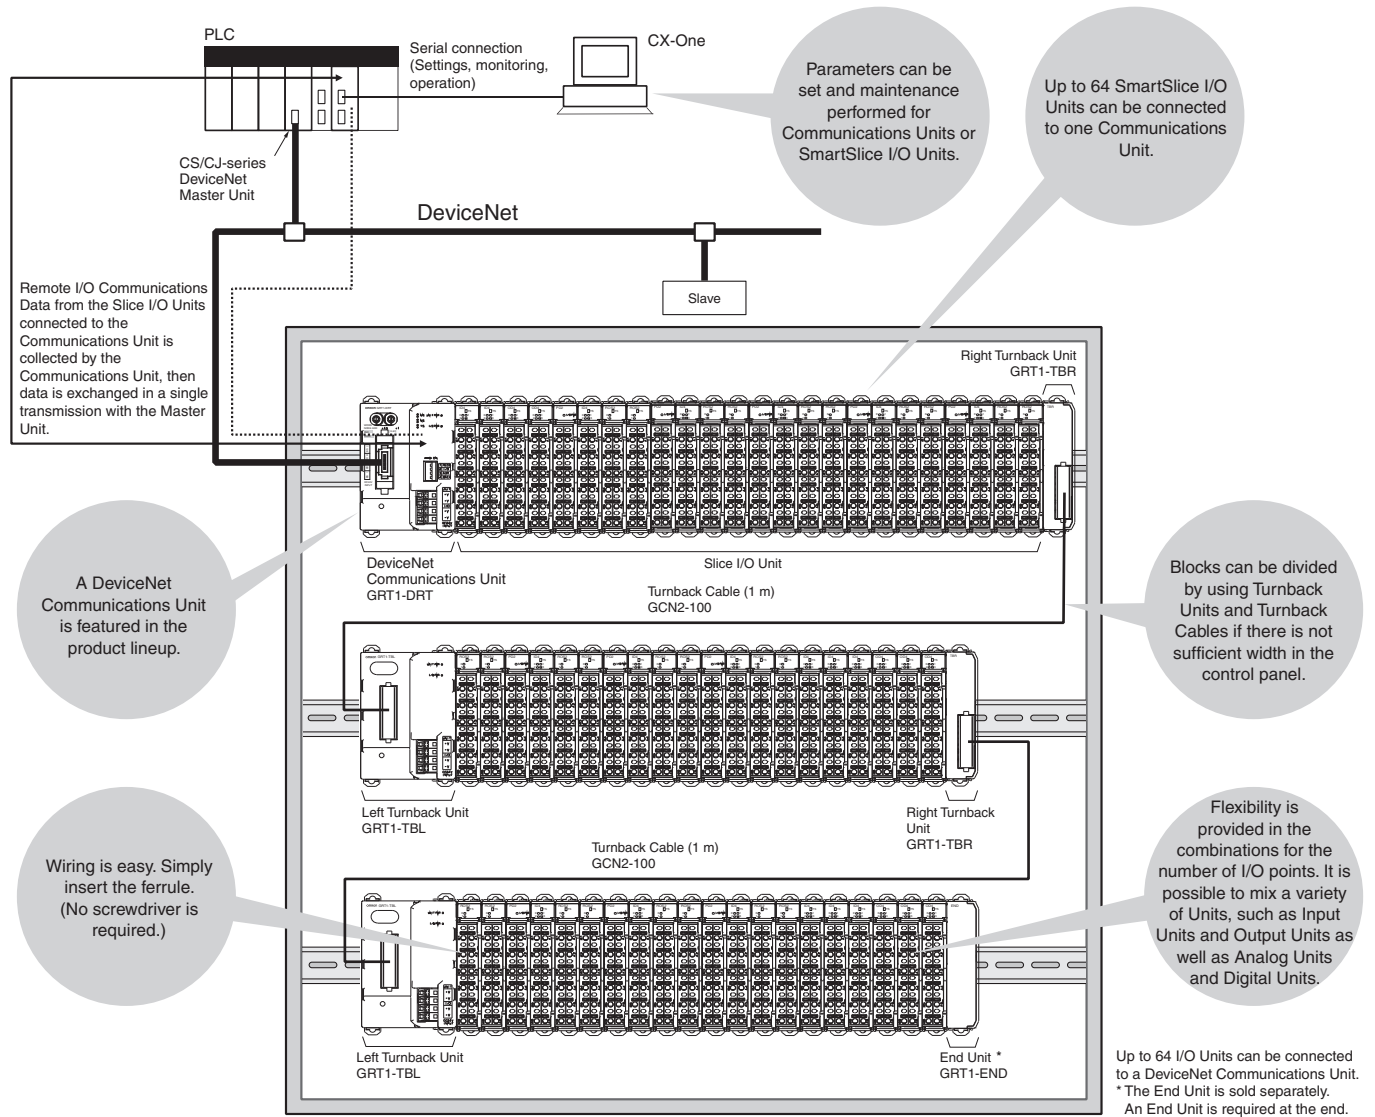 PLC
Serial connection
(Settings, monitoring,
operation)
CX-One
Parameters can be
set and maintenance
performed for
Communications Units or
SmartSlice I/O Units.
Up to 64 SmartSlice I/O
Units can be connected
to one Communications
Unit.
CS/CJ-series
DeviceNet
Master Unit
DeviceNet
Slave
Remote I/O Communications
Data from the Slice I/O Units
connected to the
Communications Unit is
collected by the
Communications Unit, then
data is exchanged in a single
transmission with the Master
Unit.
Right Turnback Unit
GRT1-TBR
A DeviceNet
Communications Unit
is featured in the
product lineup.
DeviceNet
Communications Unit
GRT1-DRT
Slice I/O Unit
Turnback Cable (1 m)
GCN2-100
Blocks can be divided
by using Turnback
Units and Turnback
Cables if there is not
sufficient width in the
control panel.
Left Turnback Unit
GRT1-TBL
Right Turnback
Unit
GRT1-TBR
Turnback Cable (1 m)
GCN2-100
Wiring is easy. Simply
insert the ferrule.
(No screwdriver is
required.)
Flexibility is
provided in the
combinations for the
number of I/O points. It is
possible to mix a variety
of Units, such as Input
Units and Output Units as
well as Analog Units
and Digital Units.
Left Turnback Unit
GRT1-TBL
End Unit *
GRT1-END
Up to 64 I/O Units can be connected
to a DeviceNet Communications Unit.
* The End Unit is sold separately.
An End Unit is required at the end.